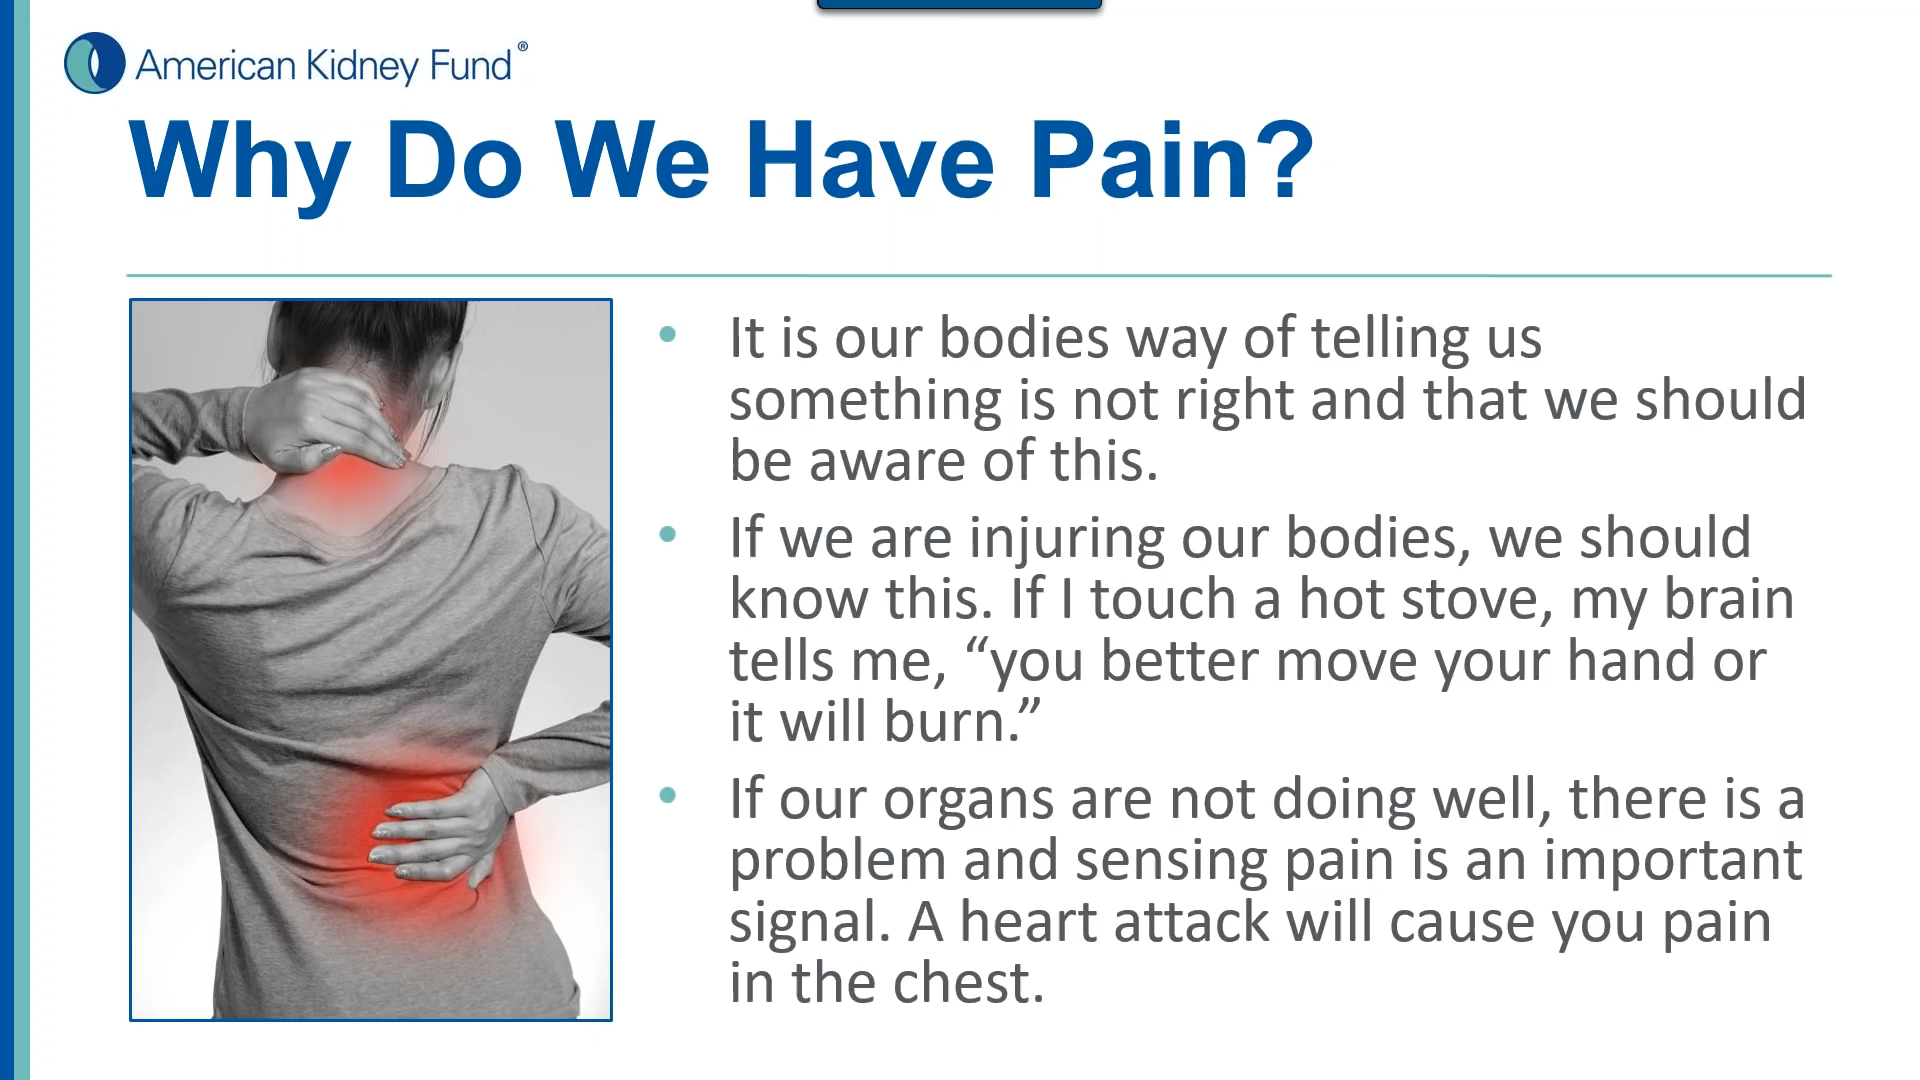 American Kidney Fund®
Why Do We Have Pain?
• It is our bodies way of telling us
something is not right and that we should
be aware of this.
• If we are injuring our bodies, we should
know this. If I touch a hot stove, my brain
tells me, “you better move your hand or
it will burn.”
• If our organs are not doing well, there is a
problem and sensing pain is an important
signal. A heart attack will cause you pain
in the chest.